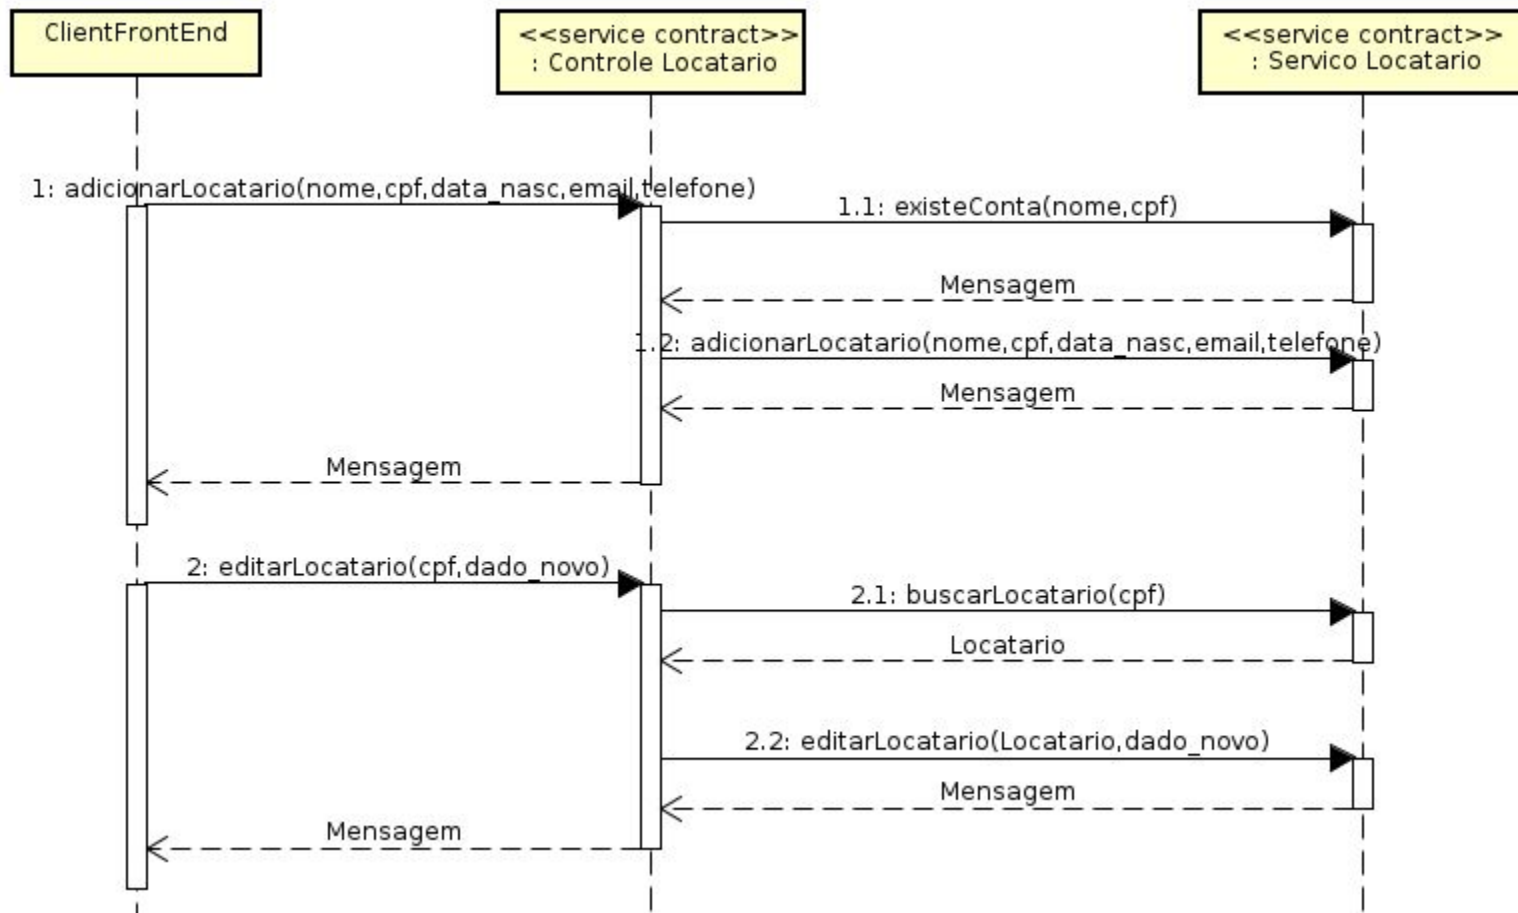 ClientFrontEnd
<<service contract>>
: Controle Locatario
<<service contract>>
: Servico Locatario
1: adicionarLocatario(nome,cpf,data_nasc,email,telefone)
1.1: existeConta(nome,cpf)
Mensagem
1.2: adicionarLocatario(nome,cpf,data_nasc,email,telefone)
Mensagem
Mensagem
2: editarLocatario(cpf,dado_novo)
2.1: buscarLocatario(cpf)
Locatario
2.2: editarLocatario(Locatario,dado_novo)
Mensagem
Mensagem